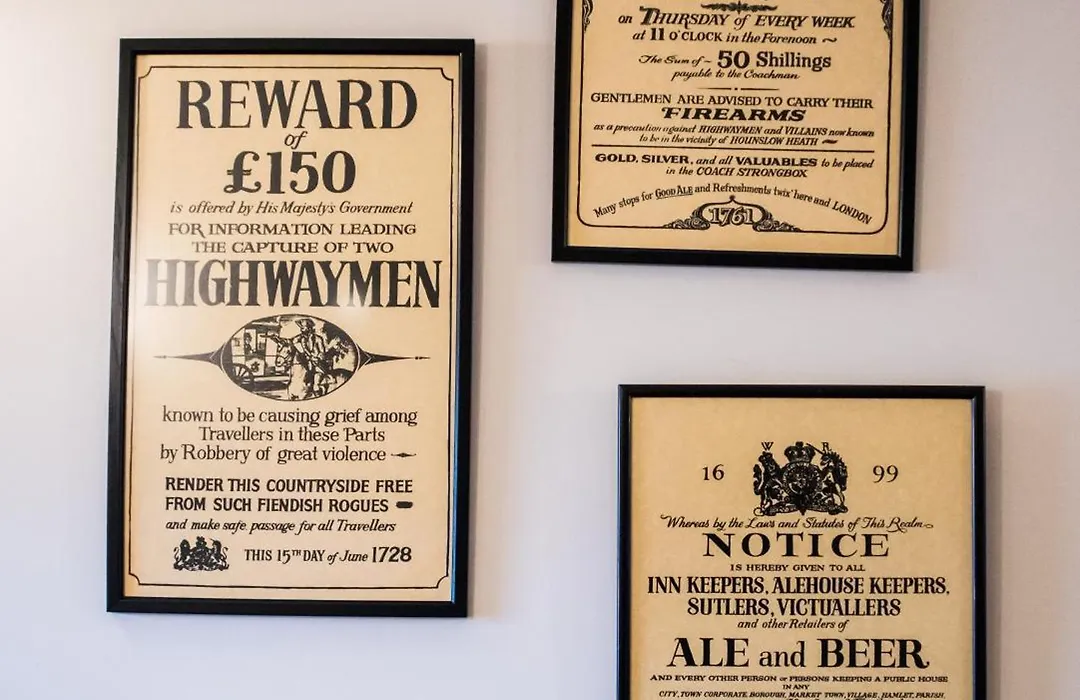 REWARD
of
£150
is offered by His Majesty's Government
FOR INFORMATION LEADING
THE CAPTURE OF TWO
HIGHWAYMEN
known to be causing grief among
Travellers in these Parts
by Robbery of great violence
RENDER THIS COUNTRYSIDE FREE
FROM SUCH FIENDISH ROGUES
and make safe passage for all Travellers
THIS 15TH DAY of June 1728
on THURSDAY of EVERY WEEK
at 11 O'CLOCK in the Forenoon
The Sum of 50 Shillings
payable to the Coachman
GENTLEMEN ARE ADVISED TO CARRY THEIR
FIREARMS
as a precaution against HIGHWAYMEN and VILLAINS now known
to be in the vicinity of HOUNSLOW HEATH
GOLD, SILVER, and all VALUABLES to be placed
in the COACH STRONGBOX
Many stops for GOOD ALE and Refreshments twix' here and LONDON
1761
W R
16 99
Whereas by the Laws and Statutes of This Realm
NOTICE
IS HEREBY GIVEN TO ALL
INN KEEPERS, ALEHOUSE KEEPERS,
SUTLERS, VICTUALLERS
and other Retailers of
ALE and BEER
AND EVERY OTHER PERSON or PERSONS KEEPING A PUBLIC HOUSE
IN ANY
CITY, TOWN CORPORATE, BOROUGH, MARKET TOWN, VILLAGE, HAMLET, PARISH,